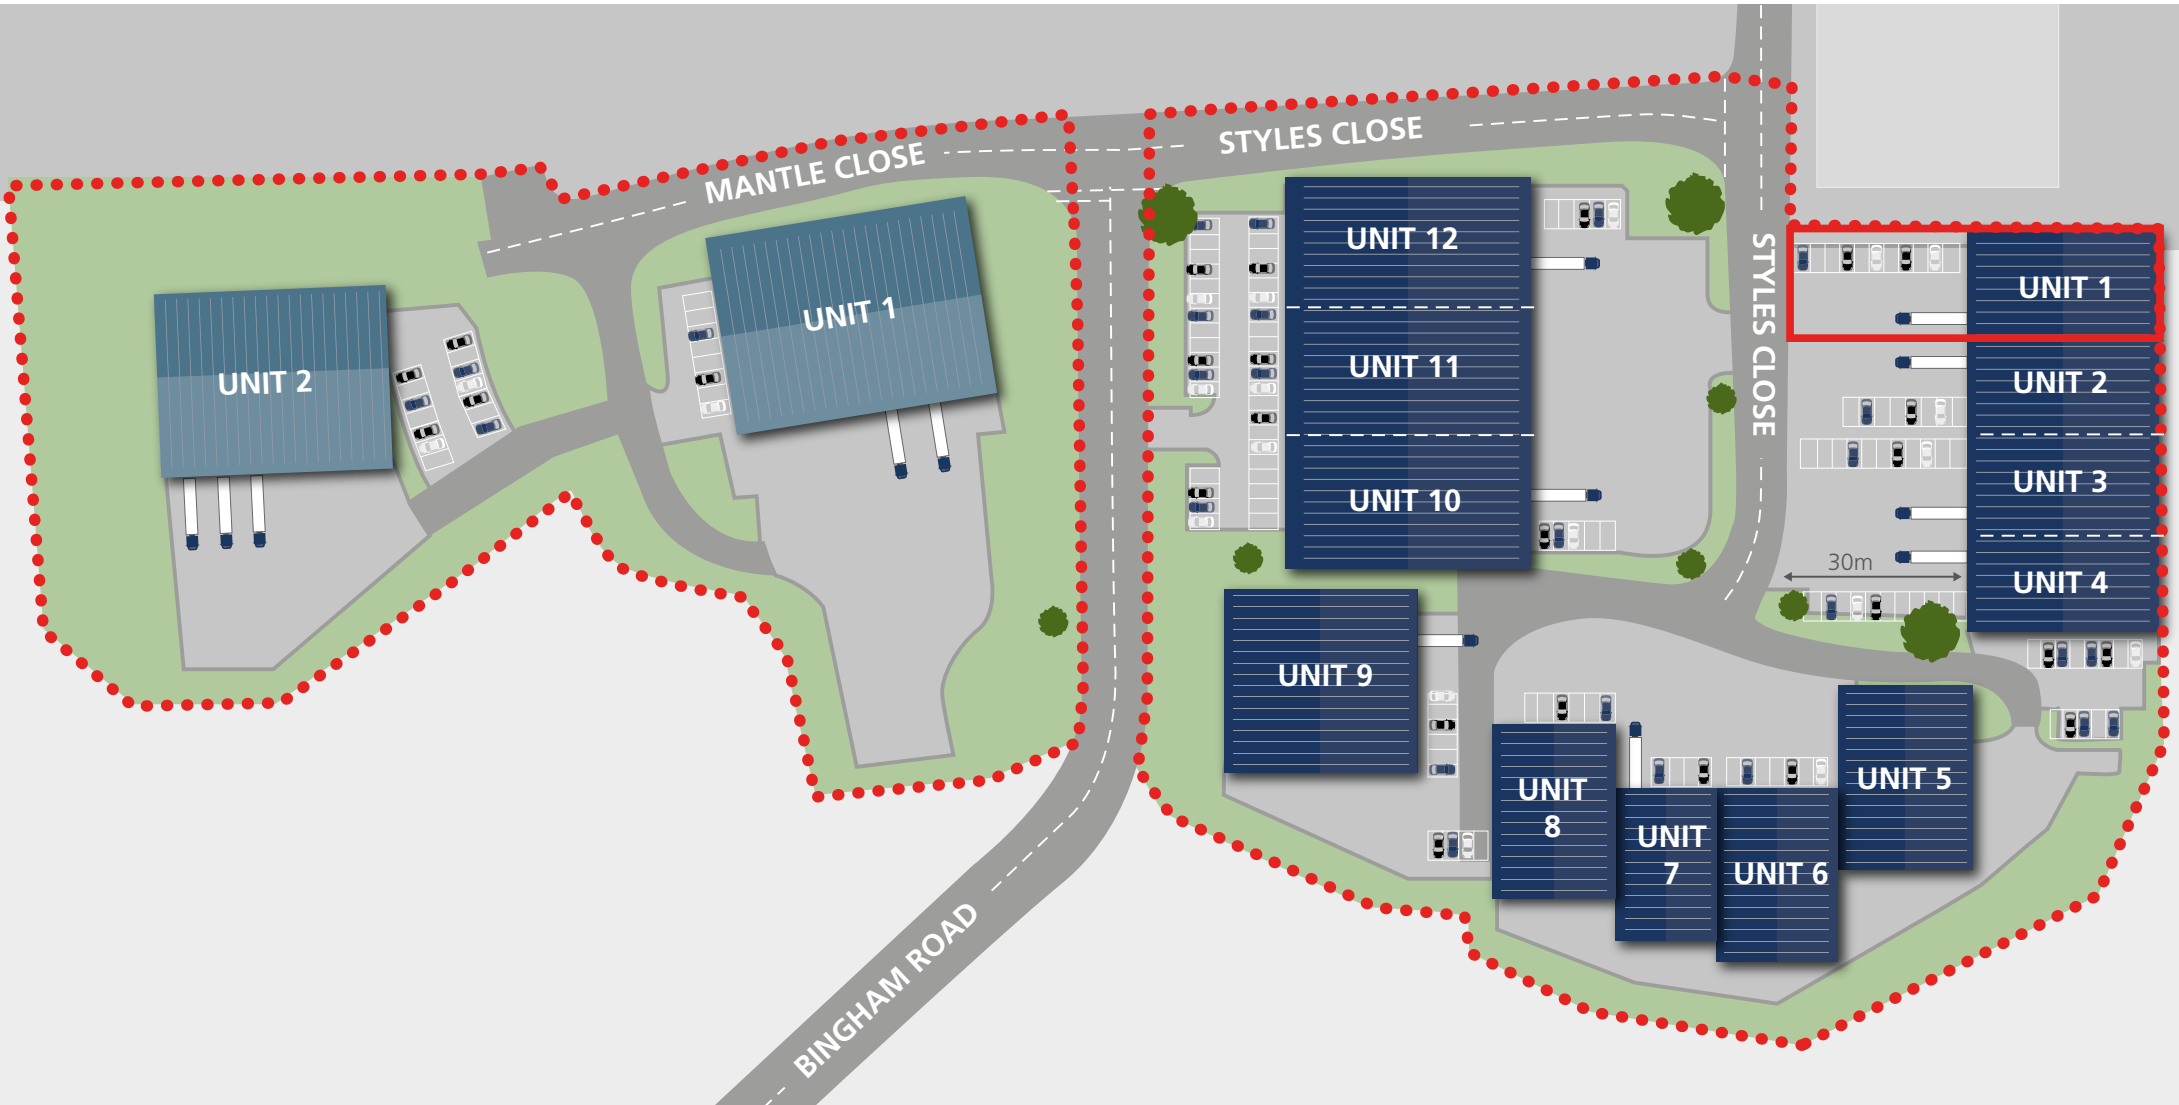 MANTLE CLOSE
STYLES CLOSE
STYLES CLOSE
BINGHAM ROAD
UNIT 2
UNIT 1
UNIT 12
UNIT 11
UNIT 10
UNIT 1
UNIT 2
UNIT 3
UNIT 4
30m
UNIT 9
UNIT
8
UNIT
7
UNIT 6
UNIT 5